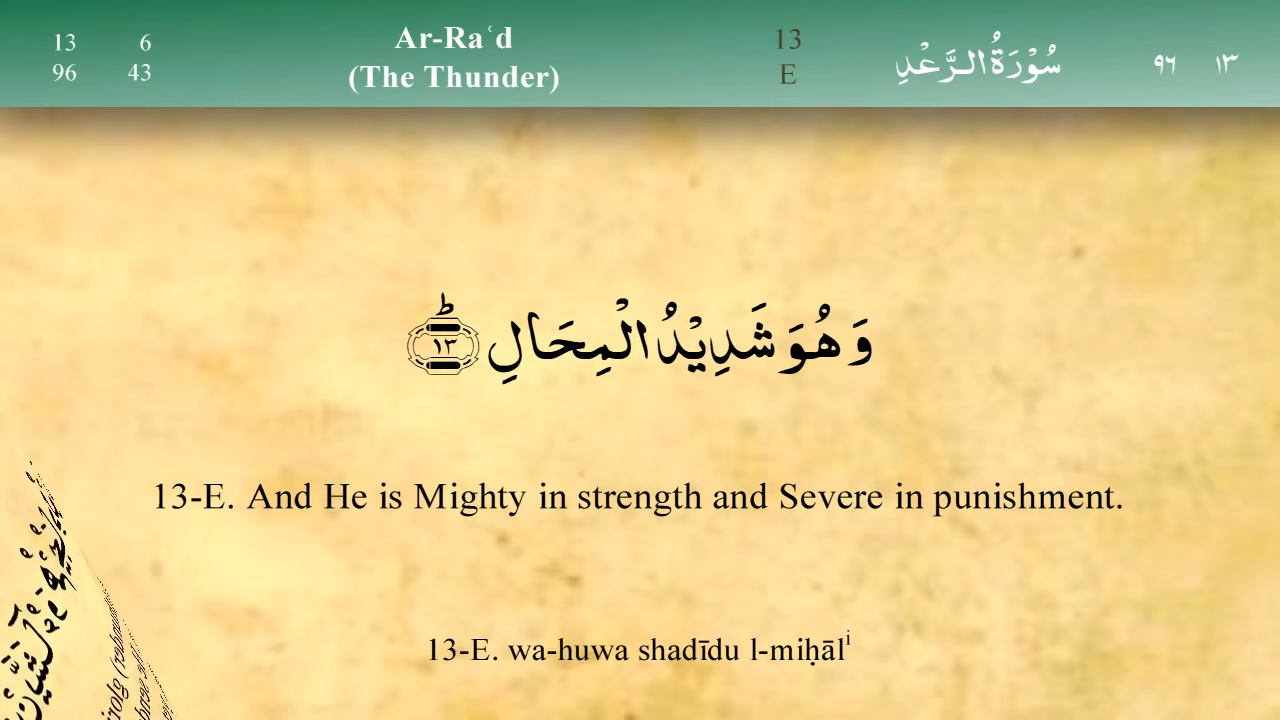 13 6
96 43
Ar-Raʿd
(The Thunder)
13
E
سُوْرَةُ الرَّعْدِ
٩٦ ١٣
وَ هُوَ شَدِيْدُ الْمِحَالِ ؕ ١٣
13-E. And He is Mighty in strength and Severe in punishment.
13-E. wa-huwa shadīdu l-miḥālⁱ